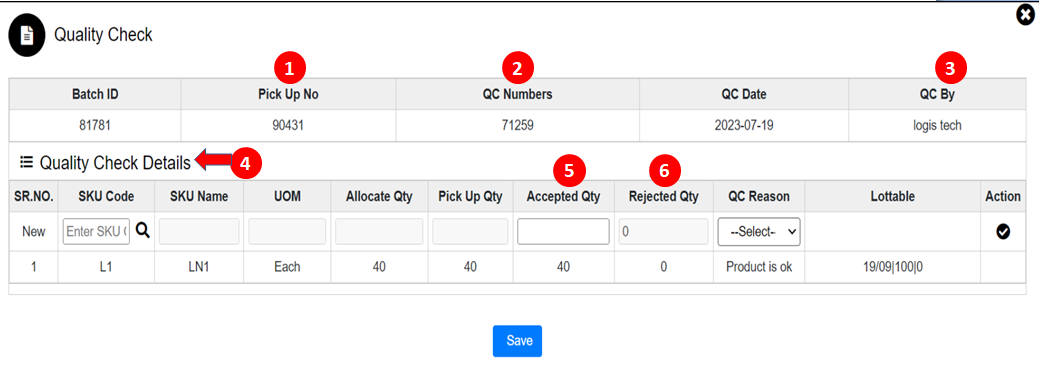 Quality Check
1 2 3
Batch ID Pick Up No QC Numbers QC Date QC By
81781 90431 71259 2023-07-19 logis tech
Quality Check Details 4
5 6
SR.NO. SKU Code SKU Name UOM Allocate Qty Pick Up Qty Accepted Qty Rejected Qty QC Reason Lottable Action
New Enter SKU 0 --Select-
1 L1 LN1 Each 40 40 40 0 Product is ok 19/09|100|0
Save